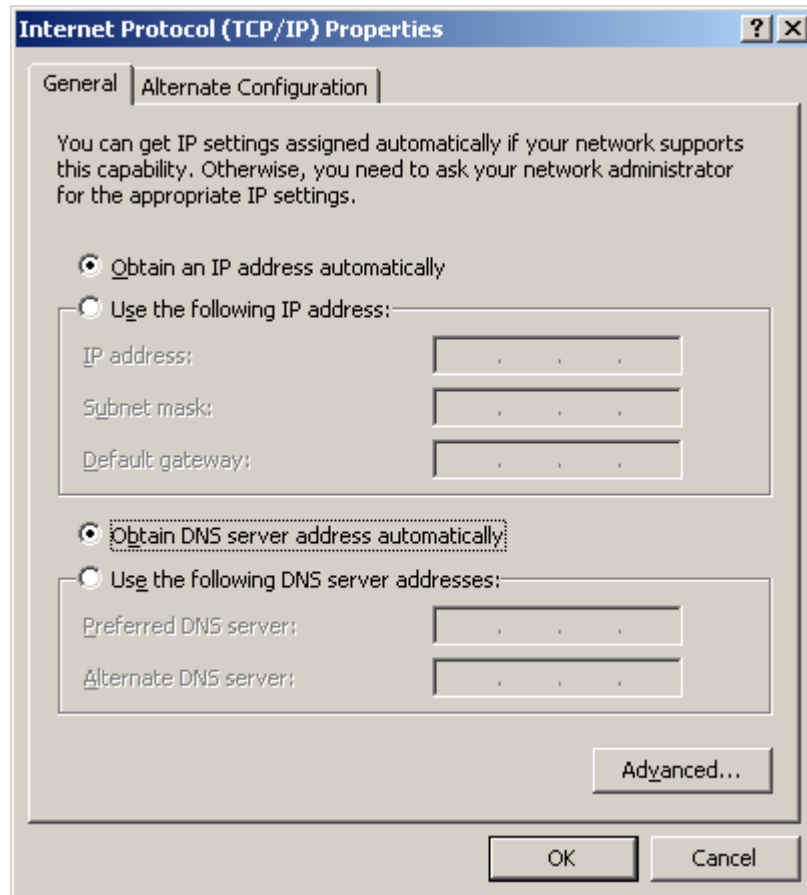 Internet Protocol (TCP/IP) Properties
General
Alternate Configuration
You can get IP settings assigned automatically if your network supports
this capability. Otherwise, you need to ask your network administrator
for the appropriate IP settings.
Obtain an IP address automatically
Use the following IP address:
IP address:
Subnet mask:
Default gateway:
Obtain DNS server address automatically
Use the following DNS server addresses:
Preferred DNS server:
Alternate DNS server:
Advanced...
OK
Cancel